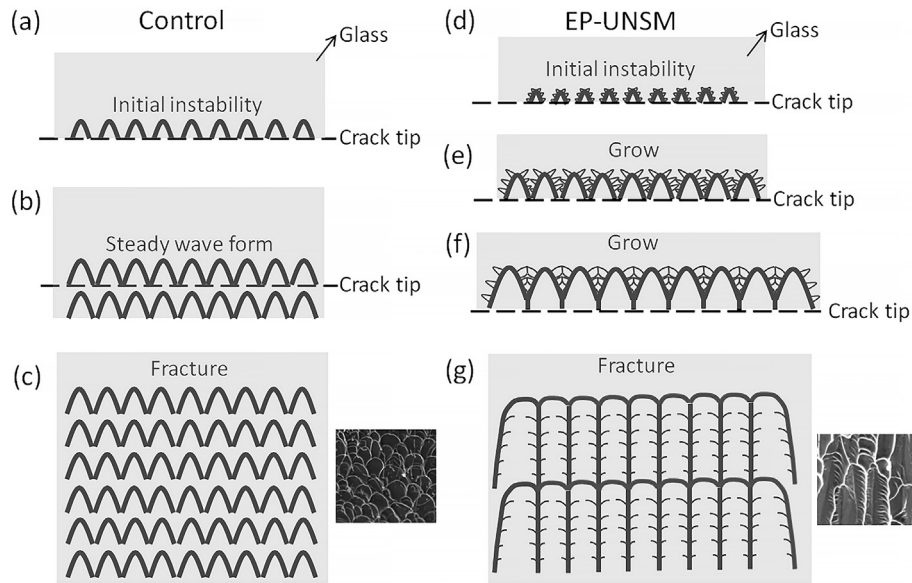 (a)
Control
Glass
Initial instability
Crack tip
(b)
Steady wave form
Crack tip
(c)
Fracture
(d)
EP-UNSM
Glass
Initial instability
Crack tip
(e)
Grow
Crack tip
(f)
Grow
Crack tip
(g)
Fracture